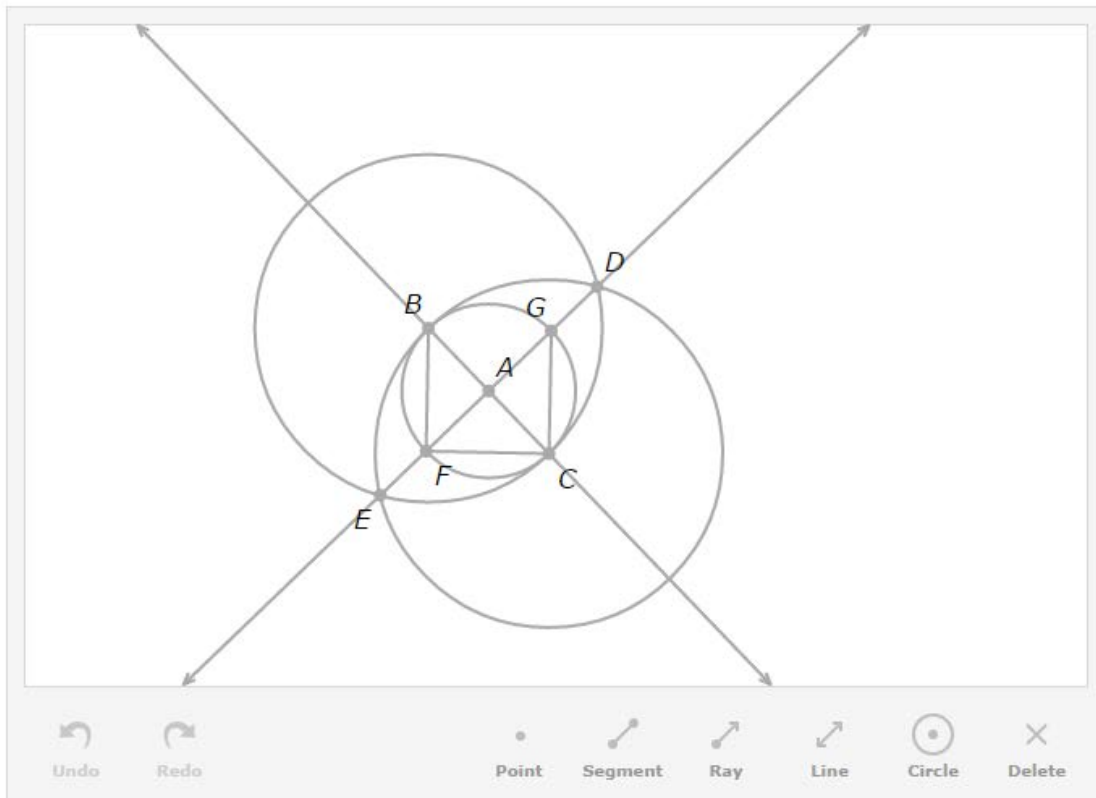 D
B
G
A
F
C
E
Undo
Redo
Point
Segment
Ray
Line
Circle
Delete